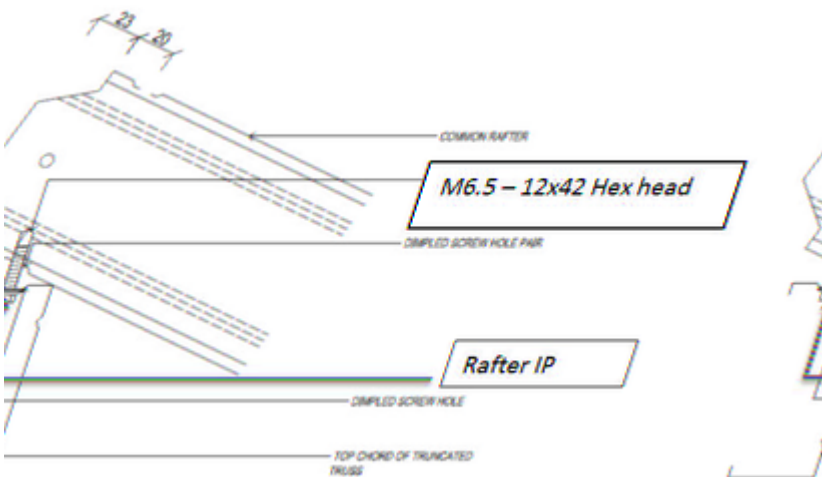 23
20
COMMON RAFTER
M6.5 – 12x42 Hex head
DIMPLED SCREW HOLE PAIR
Rafter IP
DIMPLED SCREW HOLE
TOP CHORD OF TRUNCATED
TRUSS